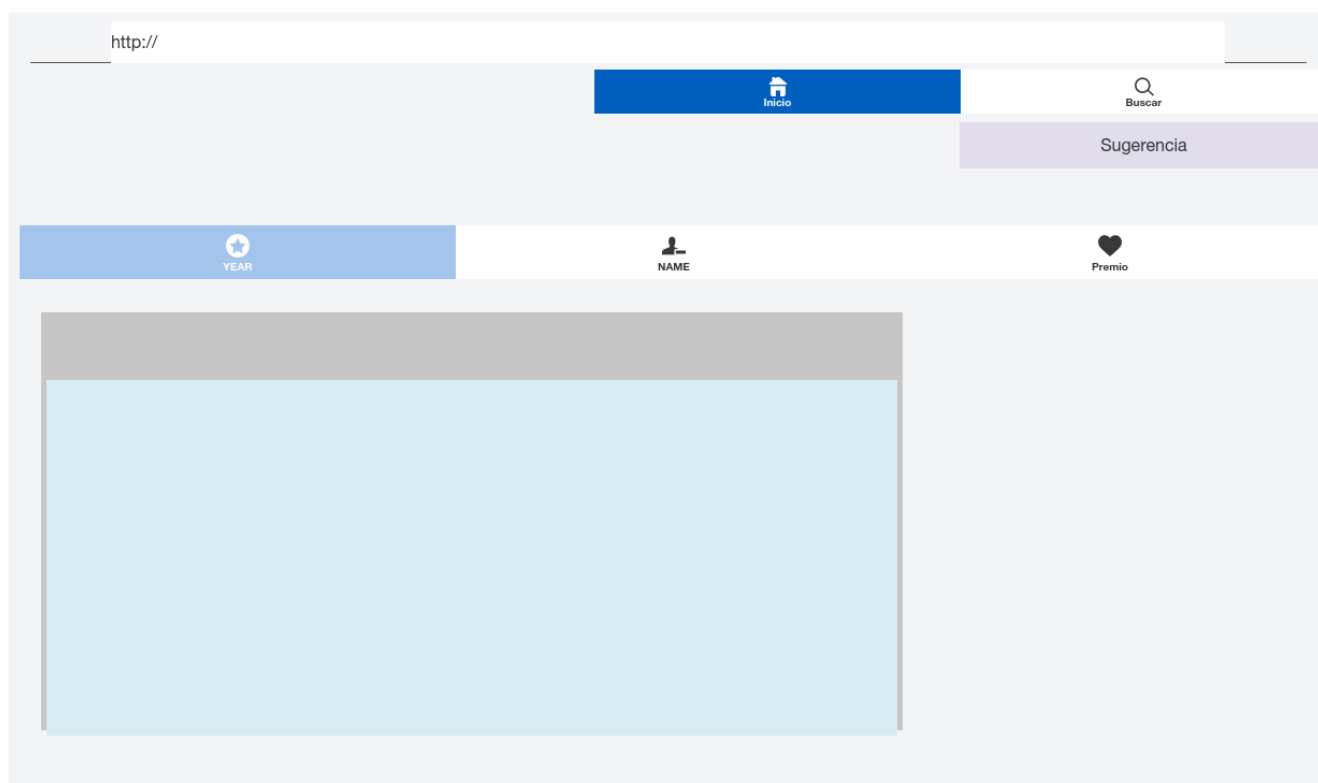 http://
Inicio
Buscar
Sugerencia
YEAR
NAME
Premio